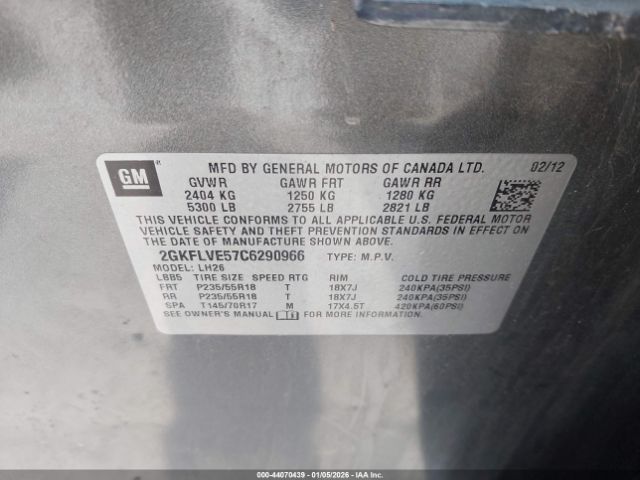 GM
MFD BY GENERAL MOTORS OF CANADA LTD. 02/12
GVWR GAWR FRT GAWR RR
2404 KG 1250 KG 1280 KG
5300 LB 2755 LB 2821 LB
THIS VEHICLE CONFORMS TO ALL APPLICABLE U.S. FEDERAL MOTOR
VEHICLE SAFETY AND THEFT PREVENTION STANDARDS IN EFFECT ON
THE DATE OF MANUFACTURE SHOWN ABOVE.
2GKFLVE57C6290966 TYPE: M.P.V.
MODEL: LH26
LBB5 TIRE SIZE SPEED RTG RIM COLD TIRE PRESSURE
FRT P235/55R18 T 18X7J 240KPA(35PSI)
RR P235/55R18 T 18X7J 240KPA(35PSI)
SPA T145/70R17 M 17X4.5T 420KPA(60PSI)
SEE OWNER'S MANUAL FOR MORE INFORMATION.
000-44070439 | 01/05/2026 - Copart, Inc.